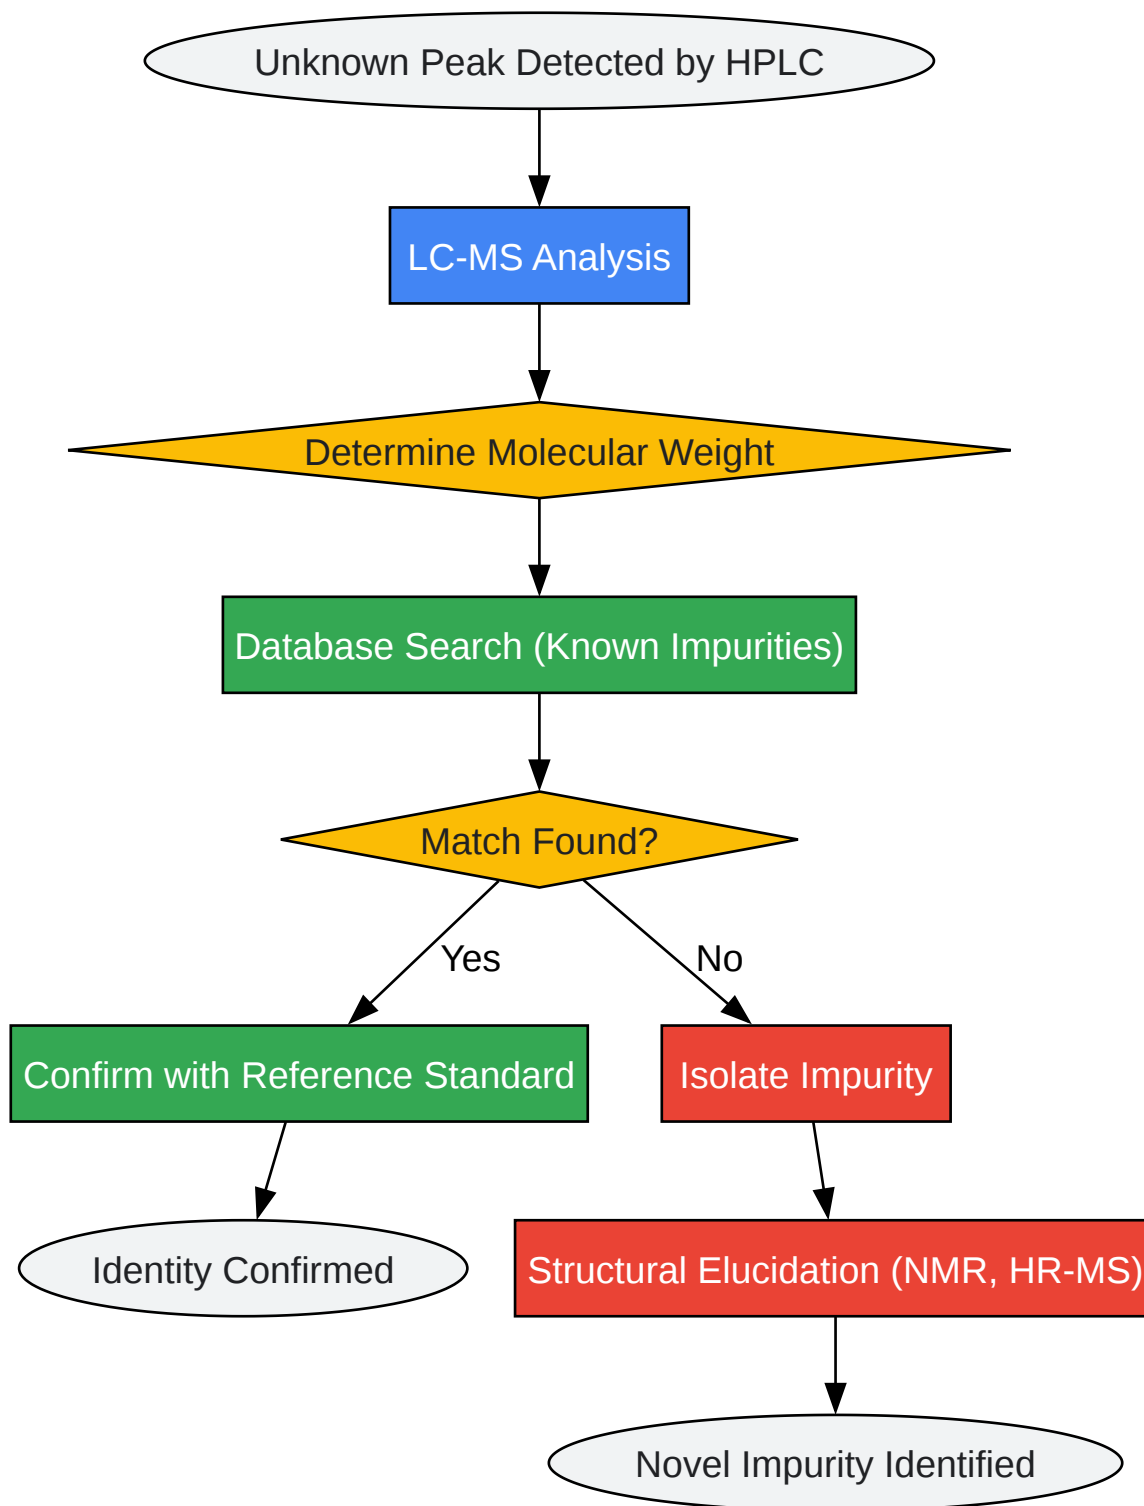 Unknown Peak Detected by HPLC
LC-MS Analysis
Determine Molecular Weight
Database Search (Known Impurities)
Match Found?
Yes
No
Confirm with Reference Standard
Isolate Impurity
Identity Confirmed
Structural Elucidation (NMR, HR-MS)
Novel Impurity Identified